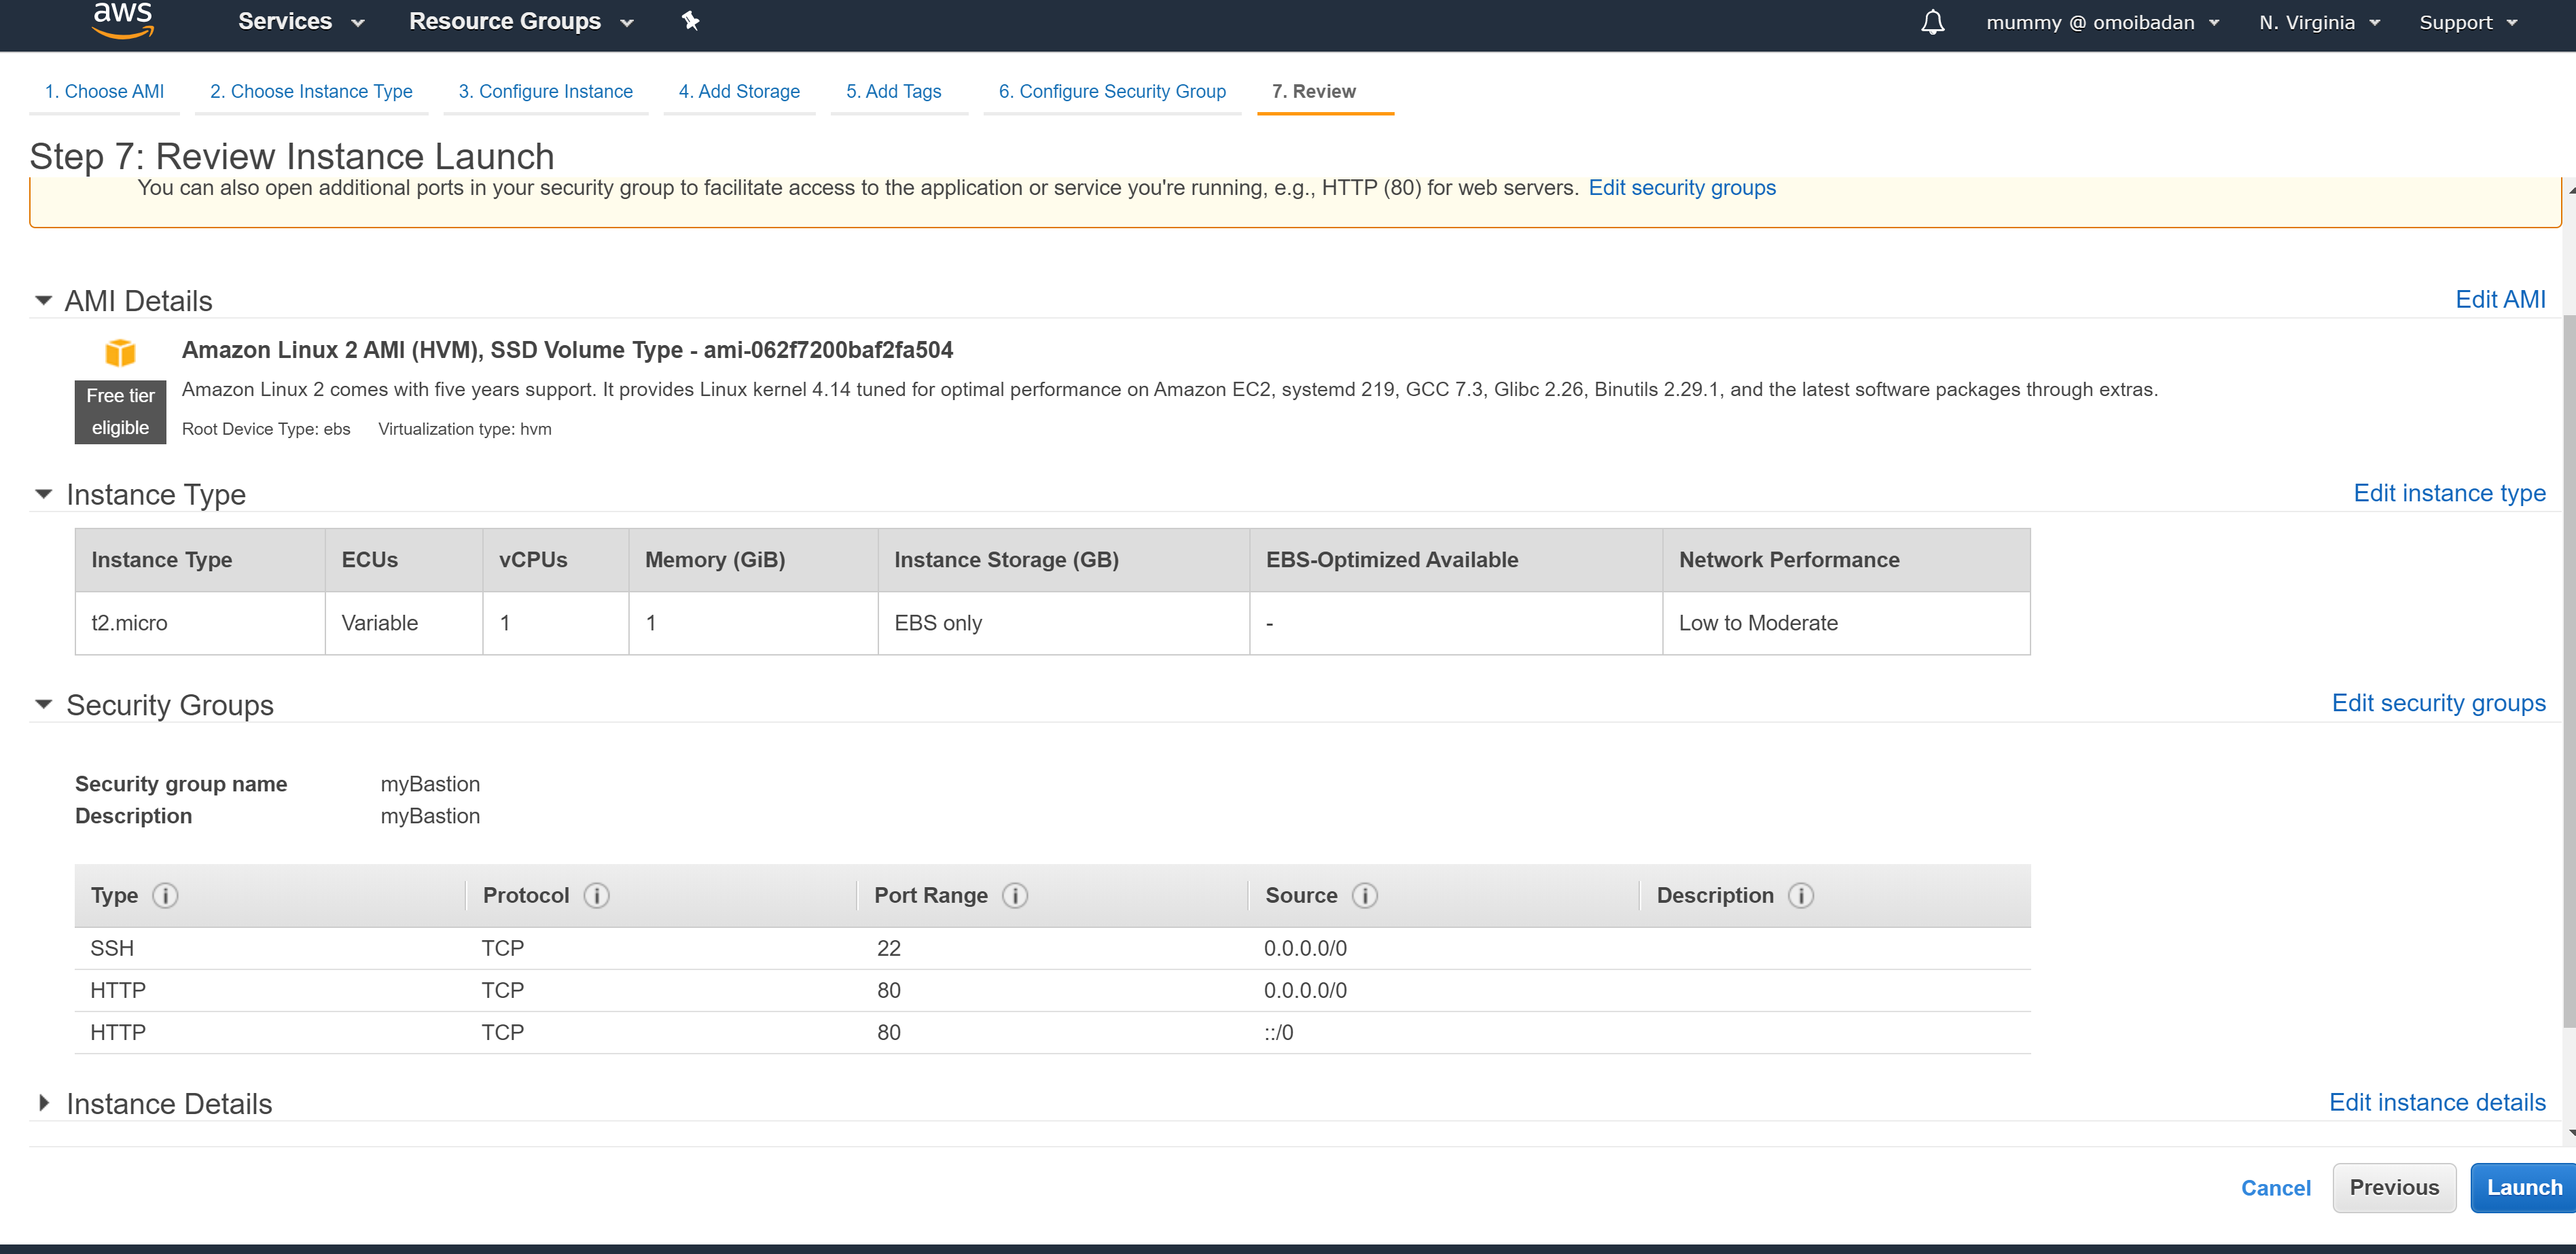 aws Services Resource Groups mummy @ omoibadan N. Virginia Support
1. Choose AMI 2. Choose Instance Type 3. Configure Instance 4. Add Storage 5. Add Tags 6. Configure Security Group 7. Review
Step 7: Review Instance Launch
You can also open additional ports in your security group to facilitate access to the application or service you're running, e.g., HTTP (80) for web servers. Edit security groups
AMI Details Edit AMI
Amazon Linux 2 AMI (HVM), SSD Volume Type - ami-062f7200baf2fa504
Free tier
eligible
Amazon Linux 2 comes with five years support. It provides Linux kernel 4.14 tuned for optimal performance on Amazon EC2, systemd 219, GCC 7.3, Glibc 2.26, Binutils 2.29.1, and the latest software packages through extras.
Root Device Type: ebs Virtualization type: hvm
Instance Type Edit instance type
Instance Type ECUs vCPUs Memory (GiB) Instance Storage (GB) EBS-Optimized Available Network Performance
t2.micro Variable 1 1 EBS only - Low to Moderate
Security Groups Edit security groups
Security group name myBastion
Description myBastion
Type Protocol Port Range Source Description
SSH TCP 22 0.0.0.0/0
HTTP TCP 80 0.0.0.0/0
HTTP TCP 80 ::/0
Instance Details Edit instance details
Cancel Previous Launch